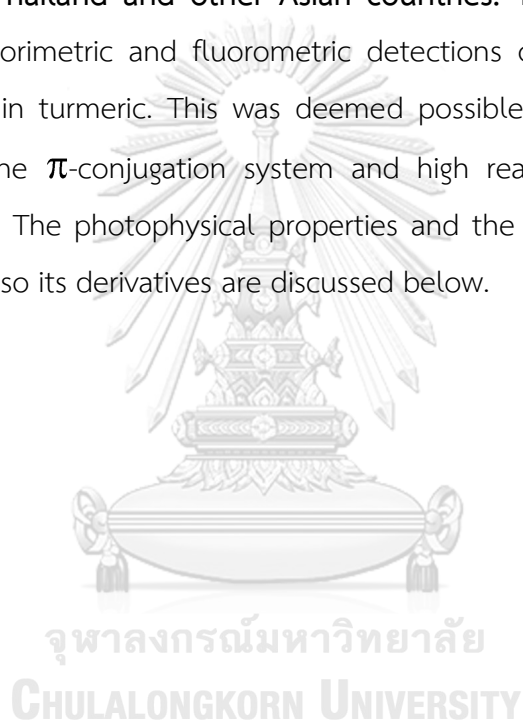 Thailand and other Asian countries.
orimetric and fluorometric detections
in turmeric. This was deemed possible
he π-conjugation system and high rea
The photophysical properties and the
so its derivatives are discussed below.
จุฬาลงกรณ์มหาวิทยาลัย
CHULALONGKORN UNIVERSITY